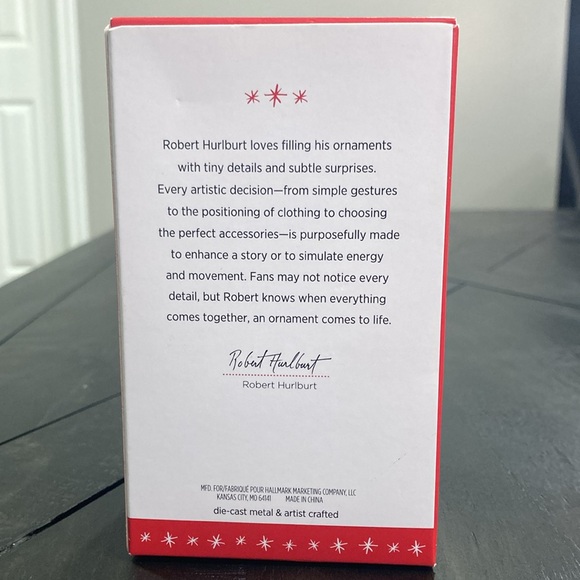 Robert Hurlburt loves filling his ornaments
with tiny details and subtle surprises.
Every artistic decision—from simple gestures
to the positioning of clothing to choosing
the perfect accessories—is purposefully made
to enhance a story or to simulate energy
and movement. Fans may not notice every
detail, but Robert knows when everything
comes together, an ornament comes to life.
Robert Hurlburt
Robert Hurlburt
MFD. FOR/FABRIQUÉ POUR HALLMARK MARKETING COMPANY, LLC
KANSAS CITY, MO 64141 MADE IN CHINA
die-cast metal & artist crafted